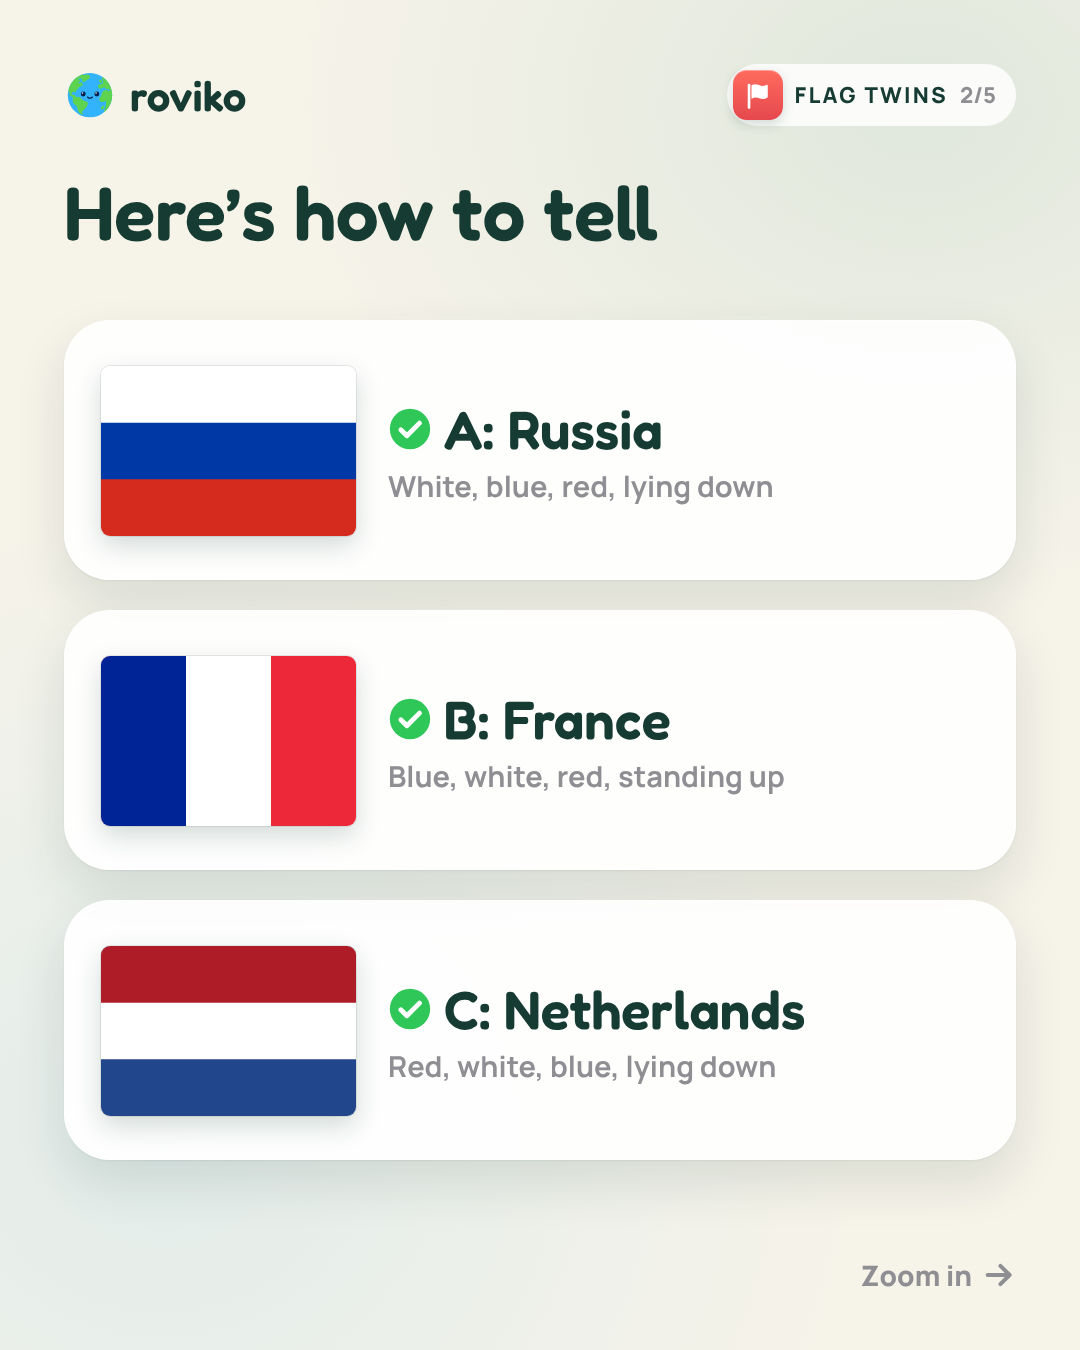 roviko
FLAG TWINS 2/5
Here’s how to tell
A: Russia
White, blue, red, lying down
B: France
Blue, white, red, standing up
C: Netherlands
Red, white, blue, lying down
Zoom in →